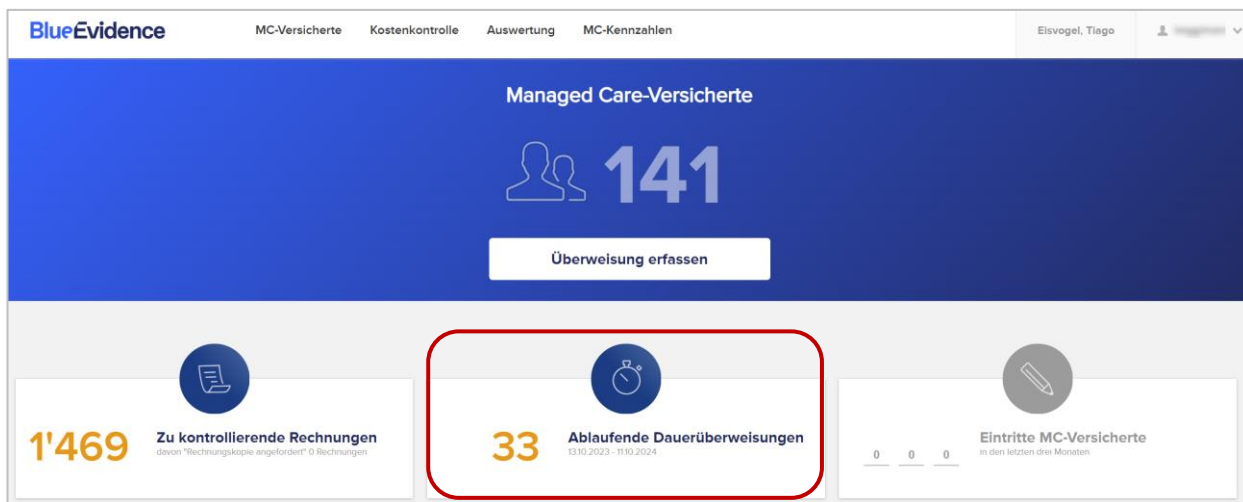 BlueEvidence MC-Versicherte Kostenkontrolle Auswertung MC-Kennzahlen Eisvogel, Tiago
Managed Care-Versicherte
141
Überweisung erfassen
1'469 Zu kontrollierende Rechnungen
davon "Rechnungskopie angefordert" 0 Rechnungen
33 Ablaufende Dauerüberweisungen
13.10.2023 - 11.10.2024
0 0 0 Eintritte MC-Versicherte
in den letzten drei Monaten